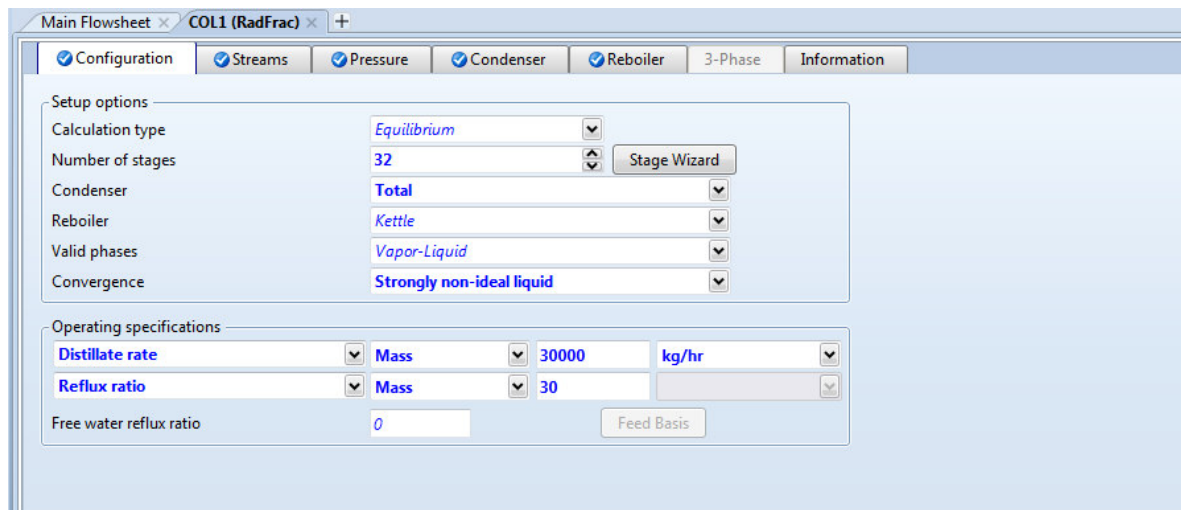 Main Flowsheet COL1 (RadFrac) +
Configuration Streams Pressure Condenser Reboiler 3-Phase Information
Setup options
Calculation type Equilibrium
Number of stages 32 Stage Wizard
Condenser Total
Reboiler Kettle
Valid phases Vapor-Liquid
Convergence Strongly non-ideal liquid
Operating specifications
Distillate rate Mass 30000 kg/hr
Reflux ratio Mass 30
Free water reflux ratio 0 Feed Basis